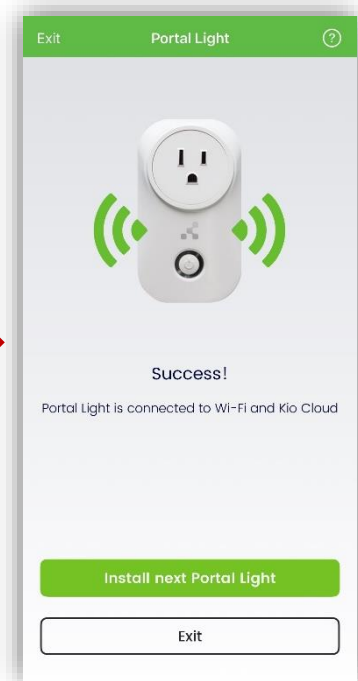 Exit Portal Light ?
Success!
Portal Light is connected to Wi-Fi and Kio Cloud
Install next Portal Light
Exit